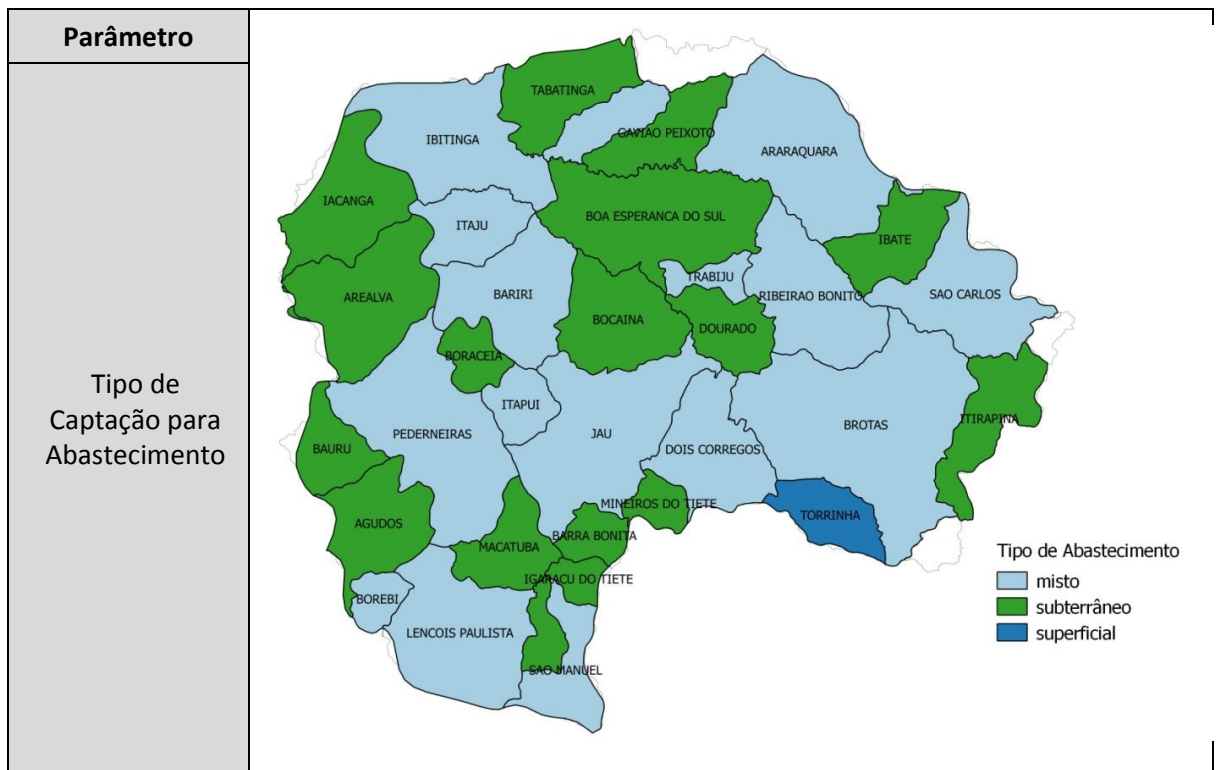 Parâmetro
Tipo de
Captação para
Abastecimento
TABATINGA
GAVIAO PEIXOTO
IBITINGA
ARARAQUARA
IACANGA
BOA ESPERANCA DO SUL
ITAJU
IBATE
TRABIJU
AREALVA
BARIRI
RIBEIRAO BONITO
SAO CARLOS
BOCAINA
DOURADO
BORACEIA
ITAPUI
ITIRAPINA
BROTAS
PEDERNEIRAS
JAU
DOIS CORREGOS
BAURU
MINEIROS DO TIETE
TORRINHA
AGUDOS
BARRA BONITA
MACATUBA
IGARACU DO TIETE
BOREBI
LENCOIS PAULISTA
SAO MANUEL
Tipo de Abastecimento
misto
subterrâneo
superficial